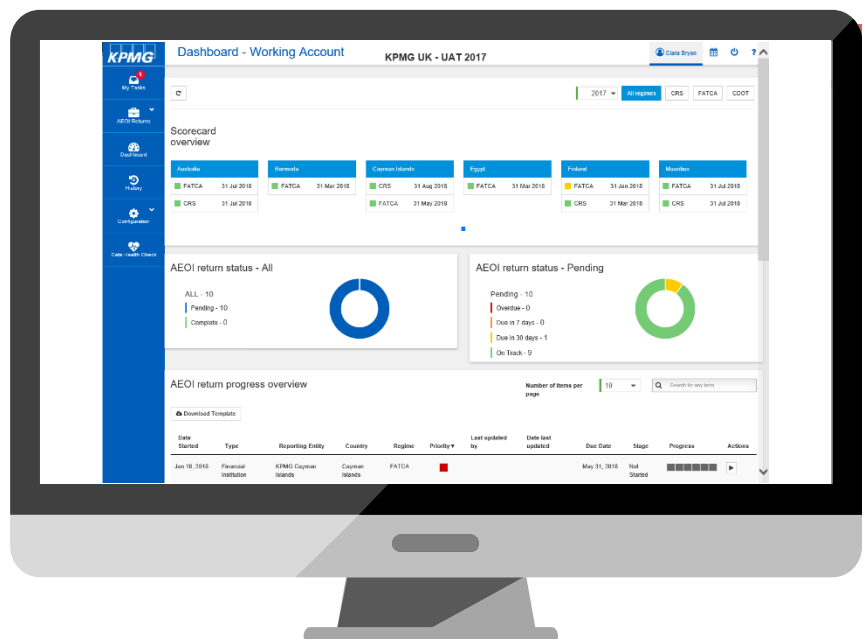 KPMG
Dashboard - Working Account
KPMG UK - UAT 2017
Clara Bryan
?
1
My Tasks
AEOI Returns
Dashboard
History
Configuration
Data Health Check
2017
All regimes
CRS
FATCA
CDOT
Scorecard
overview
Australia
FATCA 31 Jul 2018
CRS 31 Jul 2018
Bermuda
FATCA 31 Mar 2018
Cayman Islands
CRS 31 Aug 2018
FATCA 31 May 2018
Egypt
FATCA 31 Mar 2018
Finland
FATCA 31 Jan 2018
CRS 31 Mar 2018
Mauritius
FATCA 31 Jul 2018
CRS 31 Jul 2018
AEOI return status - All
ALL - 10
Pending - 10
Complete - 0
AEOI return status - Pending
Pending - 10
Overdue - 0
Due in 7 days - 0
Due in 30 days - 1
On Track - 9
AEOI return progress overview
Number of items per
page
10
Search for any term
Download Template
Date Started Type Reporting Entity Country Regime Priority Last updated by Date last updated Due Date Stage Progress Actions
Jan 10, 2018 Financial Institution KPMG Cayman Islands Cayman Islands FATCA May 31, 2018 Not Started